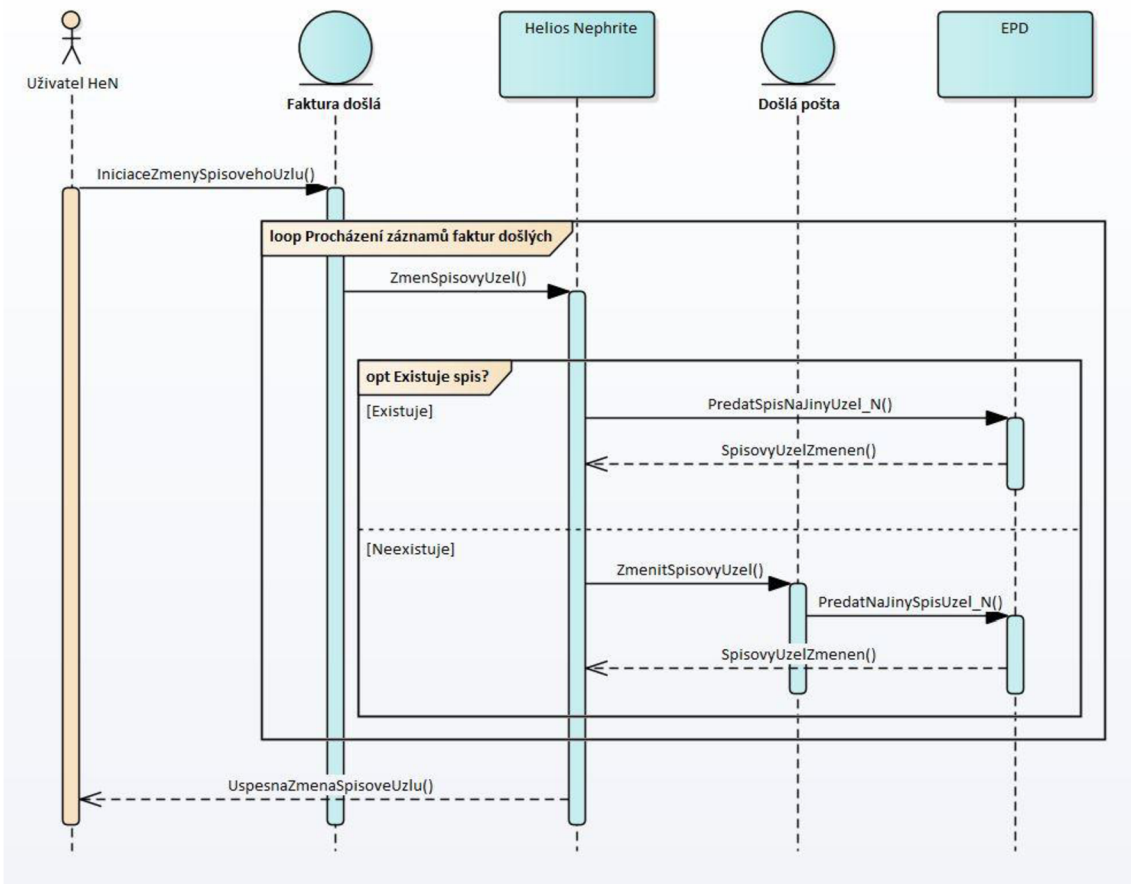 Helios Nephrite
EPD
Uživatel HeN
Faktura došlá
Došlá pošta
IniciaceZmenySpisovehoUzlu()
loop Procházení záznamů faktur došlých
ZmenSpisovyUzel()
opt Existuje spis?
[Existuje]
PredatSpisNaJinyUzel_N()
SpisovyUzelZmenen()
[Neexistuje]
ZmenitSpisovyUzel()
PredatNaJinySpisUzel_N()
SpisovyUzelZmenen()
UspesnaZmenaSpisoveUzlu()